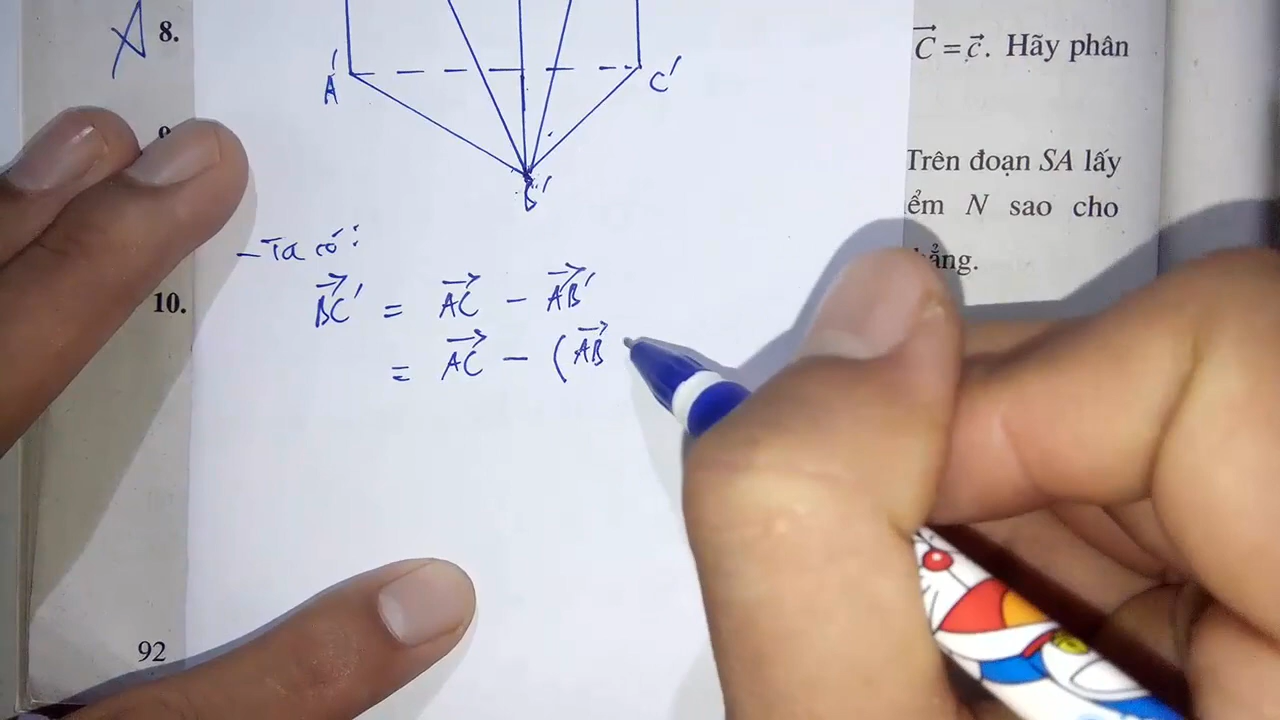 8.
C⃗ = c⃗. Hãy phân
A'
C'
Trên đoạn SA lấy
B'
ểm N sao cho
- Ta có:
10.
BC'⃗ = AC⃗ - AB'⃗
= AC⃗ - (AB⃗
92